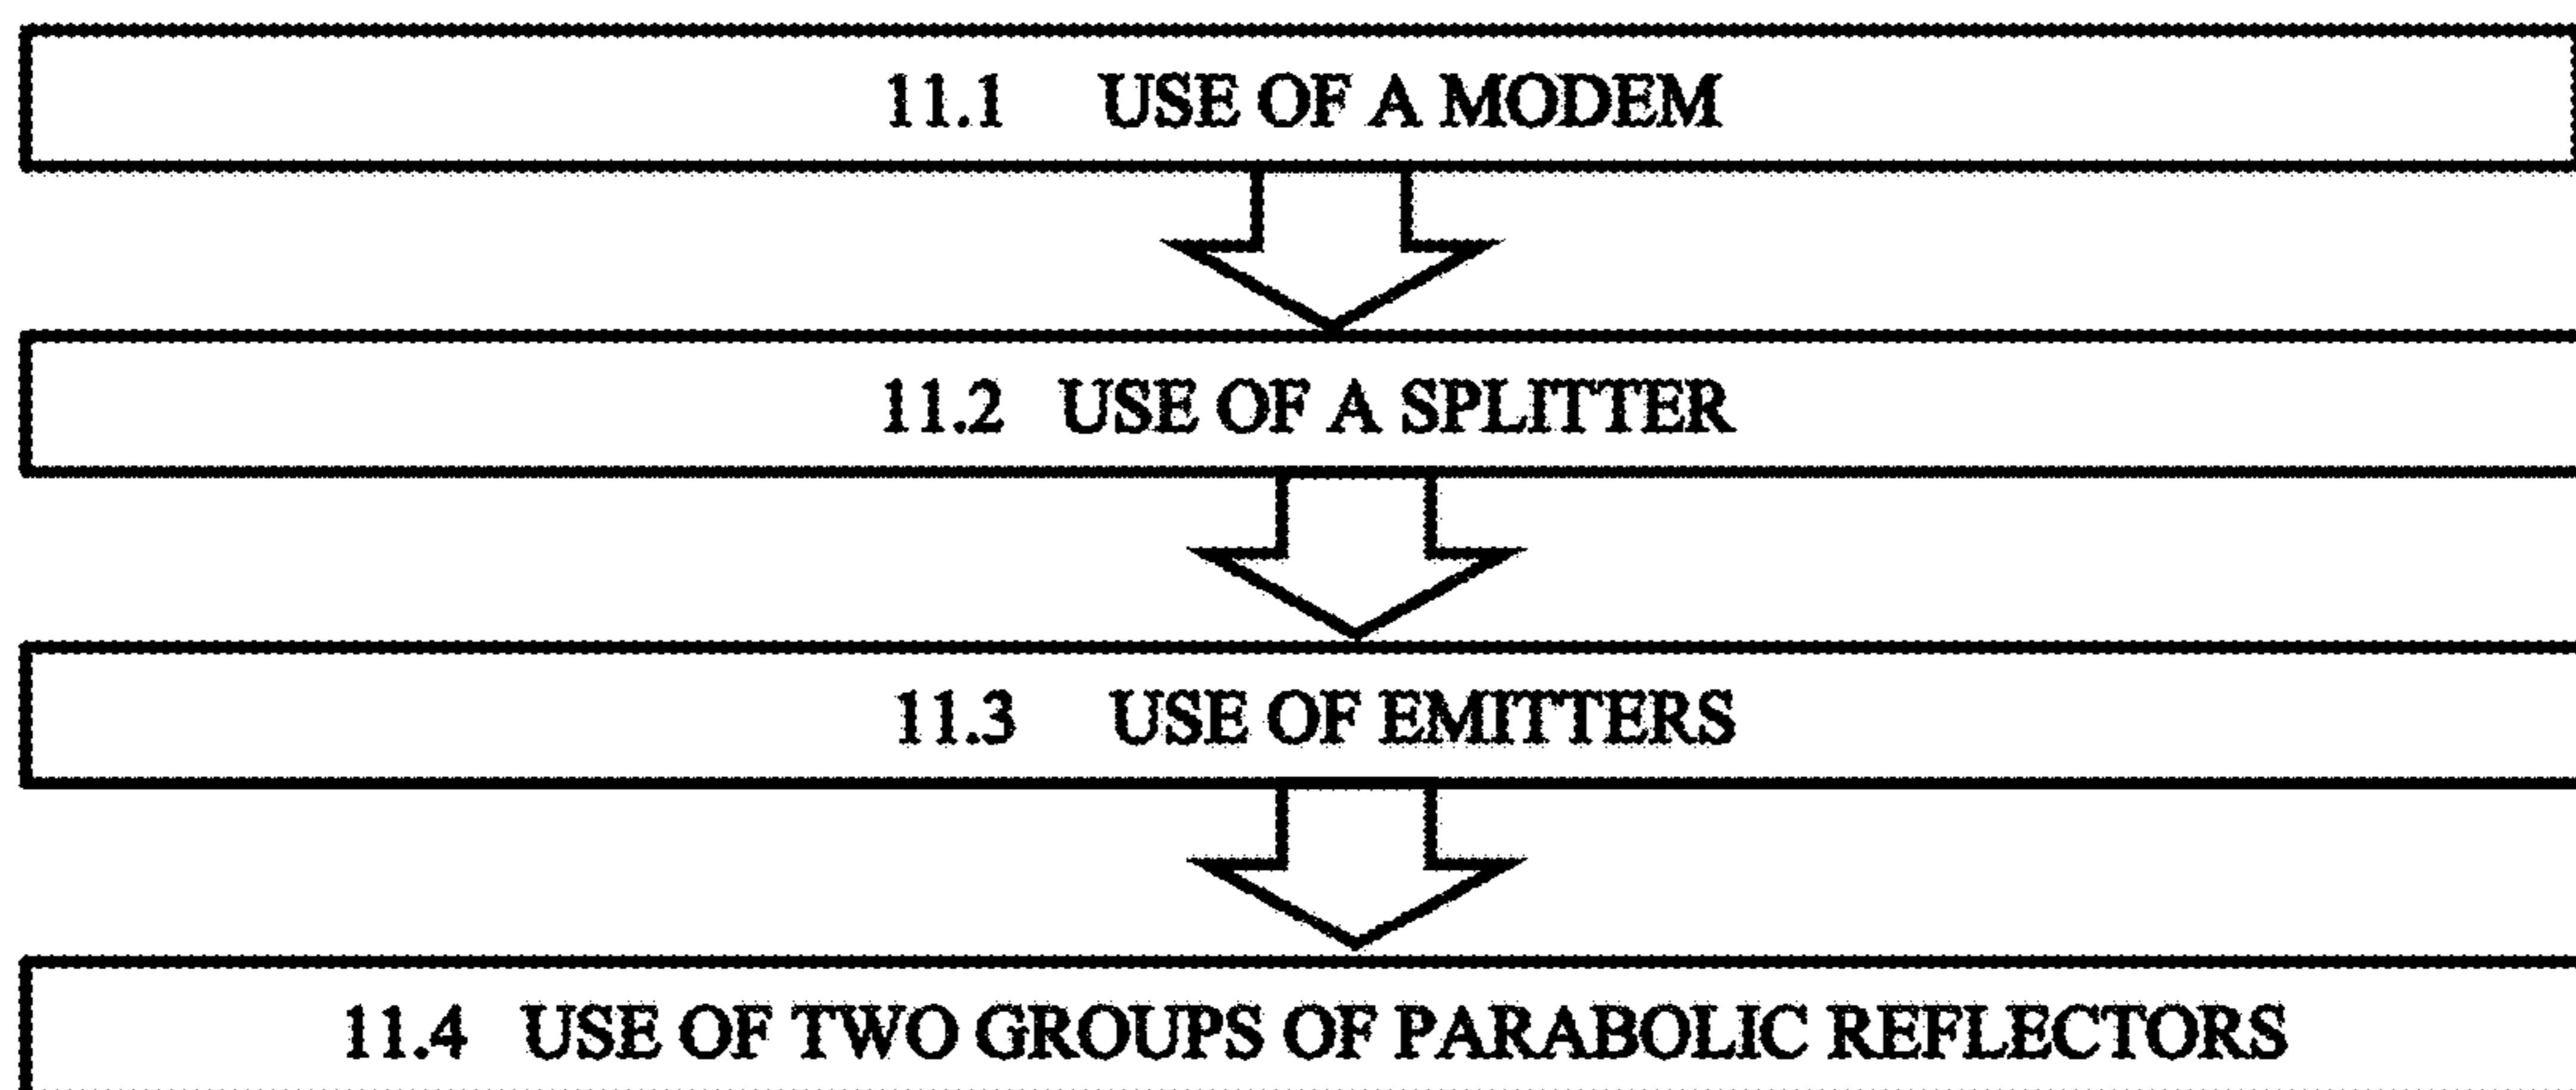 11.1 USE OF A MODEM
11.2 USE OF A SPLITTER
11.3 USE OF EMITTERS
11.4 USE OF TWO GROUPS OF PARABOLIC REFLECTORS